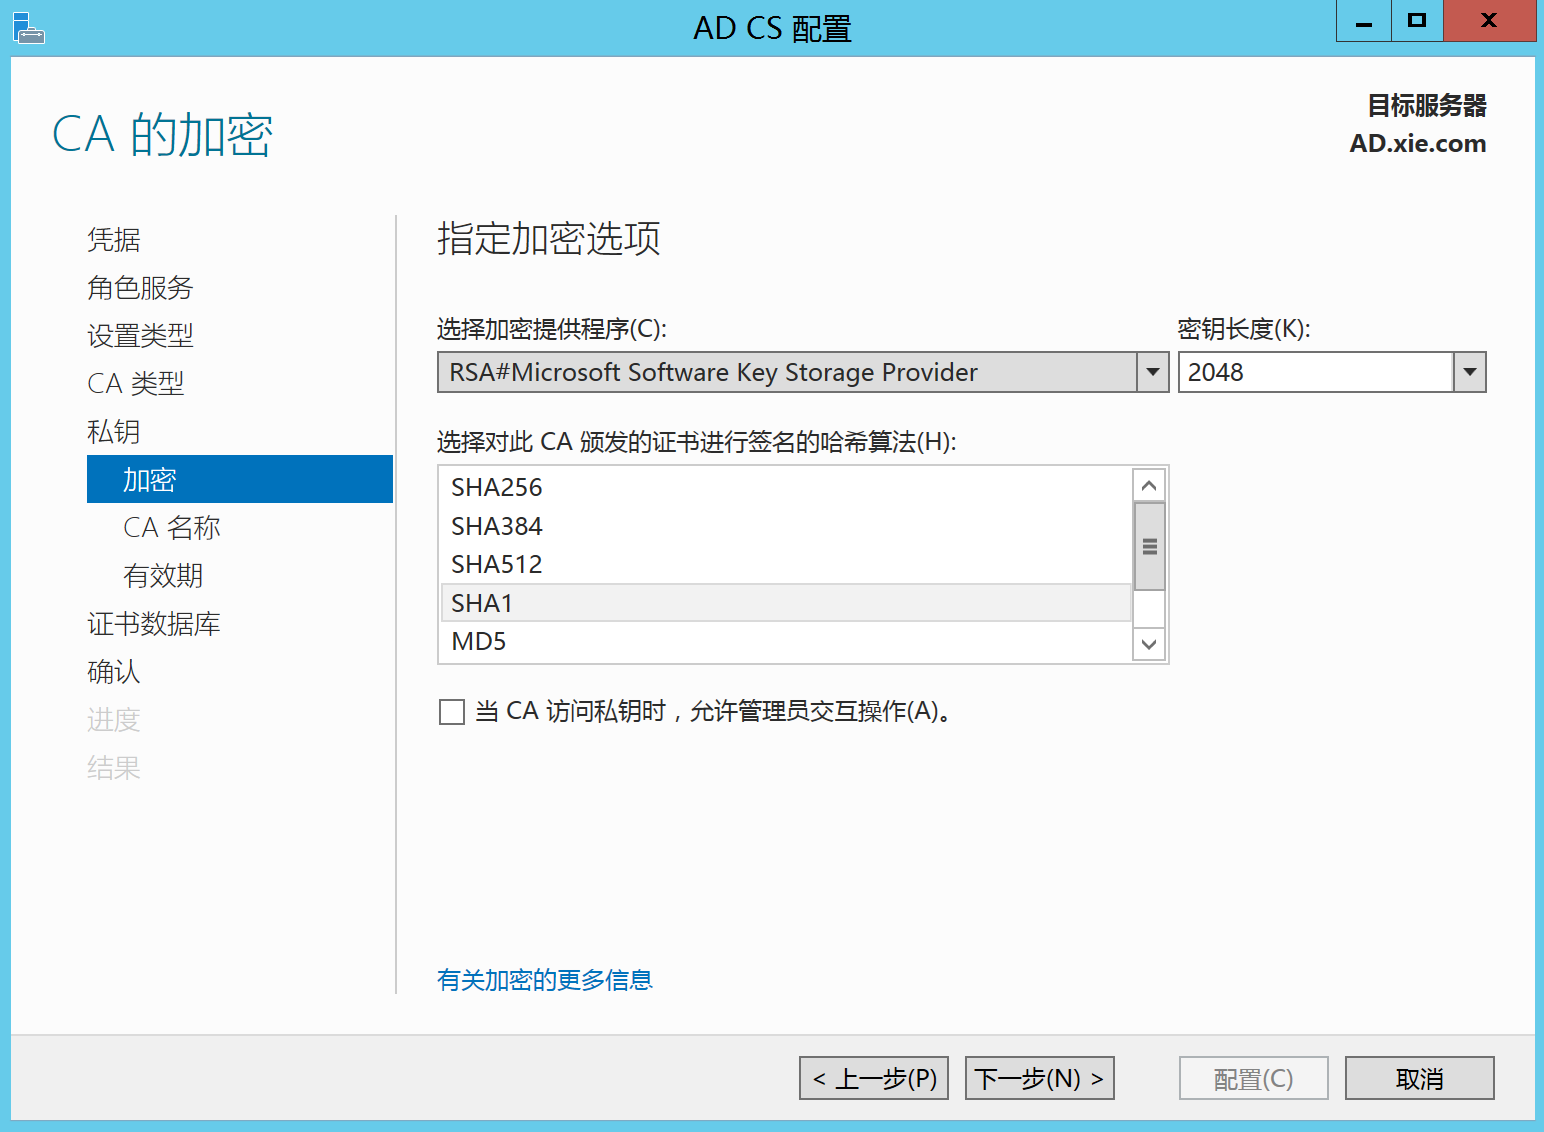 AD CS 配置
目标服务器
AD.xie.com
CA 的加密
凭据
角色服务
设置类型
CA 类型
私钥
加密
CA 名称
有效期
证书数据库
确认
进度
结果
指定加密选项
选择加密提供程序(C):
密钥长度(K):
RSA#Microsoft Software Key Storage Provider
2048
选择对此 CA 颁发的证书进行签名的哈希算法(H):
SHA256
SHA384
SHA512
SHA1
MD5
当 CA 访问私钥时，允许管理员交互操作(A)。
有关加密的更多信息
< 上一步(P)
下一步(N) >
配置(C)
取消